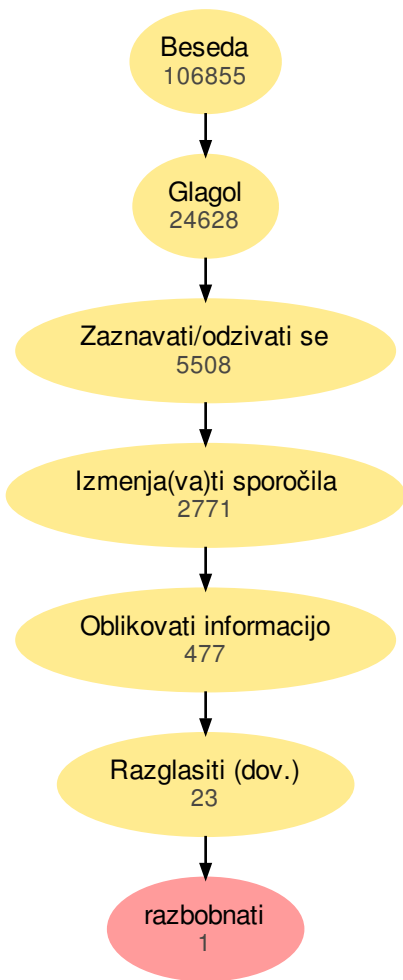 Beseda
106855
Glagol
24628
Zaznavati/odzivati se
5508
Izmenja(va)ti sporočila
2771
Oblikovati informacijo
477
Razglasiti (dov.)
23
razbobnati
1